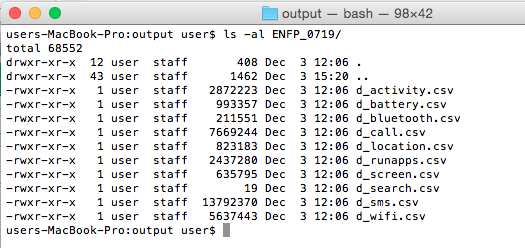 output — bash — 98×42
users-MacBook-Pro:output user$ ls -al ENFP_0719/
total 68552
drwxr-xr-x  12 user  staff       408 Dec  3 12:06 .
drwxr-xr-x  43 user  staff      1462 Dec  3 15:20 ..
-rwxr-xr-x   1 user  staff   2872223 Dec  3 12:06 d_activity.csv
-rwxr-xr-x   1 user  staff    993357 Dec  3 12:06 d_battery.csv
-rwxr-xr-x   1 user  staff    211551 Dec  3 12:06 d_bluetooth.csv
-rwxr-xr-x   1 user  staff   7669244 Dec  3 12:06 d_call.csv
-rwxr-xr-x   1 user  staff    823183 Dec  3 12:06 d_location.csv
-rwxr-xr-x   1 user  staff   2437280 Dec  3 12:06 d_runapps.csv
-rwxr-xr-x   1 user  staff    635795 Dec  3 12:06 d_screen.csv
-rwxr-xr-x   1 user  staff        19 Dec  3 12:06 d_search.csv
-rwxr-xr-x   1 user  staff  13792370 Dec  3 12:06 d_sms.csv
-rwxr-xr-x   1 user  staff   5637443 Dec  3 12:06 d_wifi.csv
users-MacBook-Pro:output user$